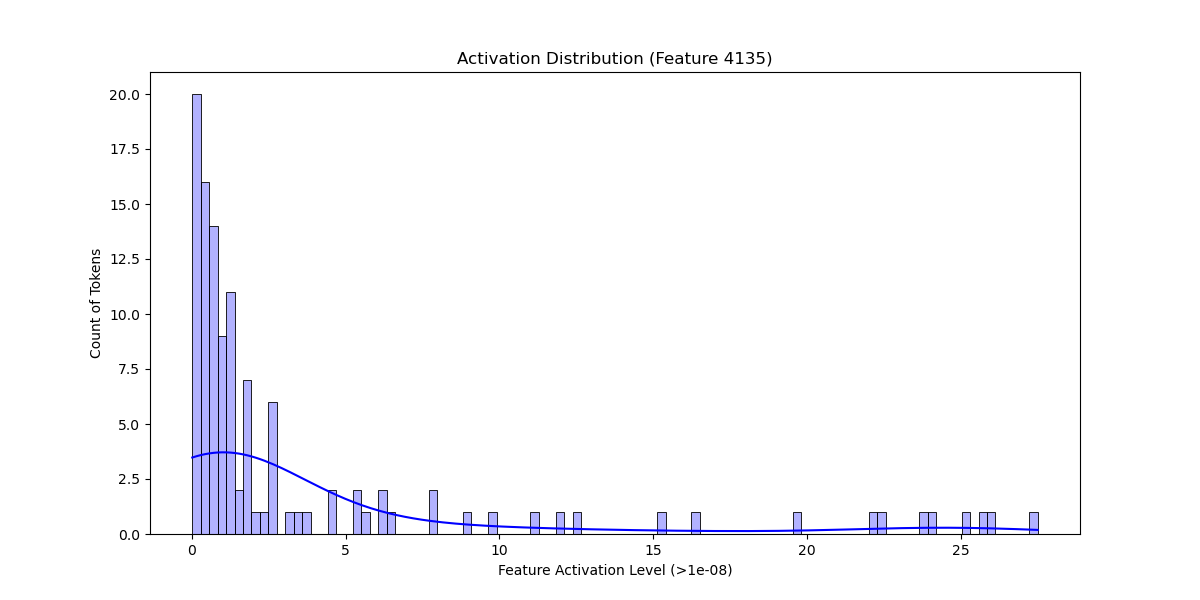 Activation Distribution (Feature 4135)
20.0
17.5
15.0
12.5
10.0
7.5
5.0
2.5
0.0
Count of Tokens
0 5 10 15 20 25
Feature Activation Level (>1e-08)